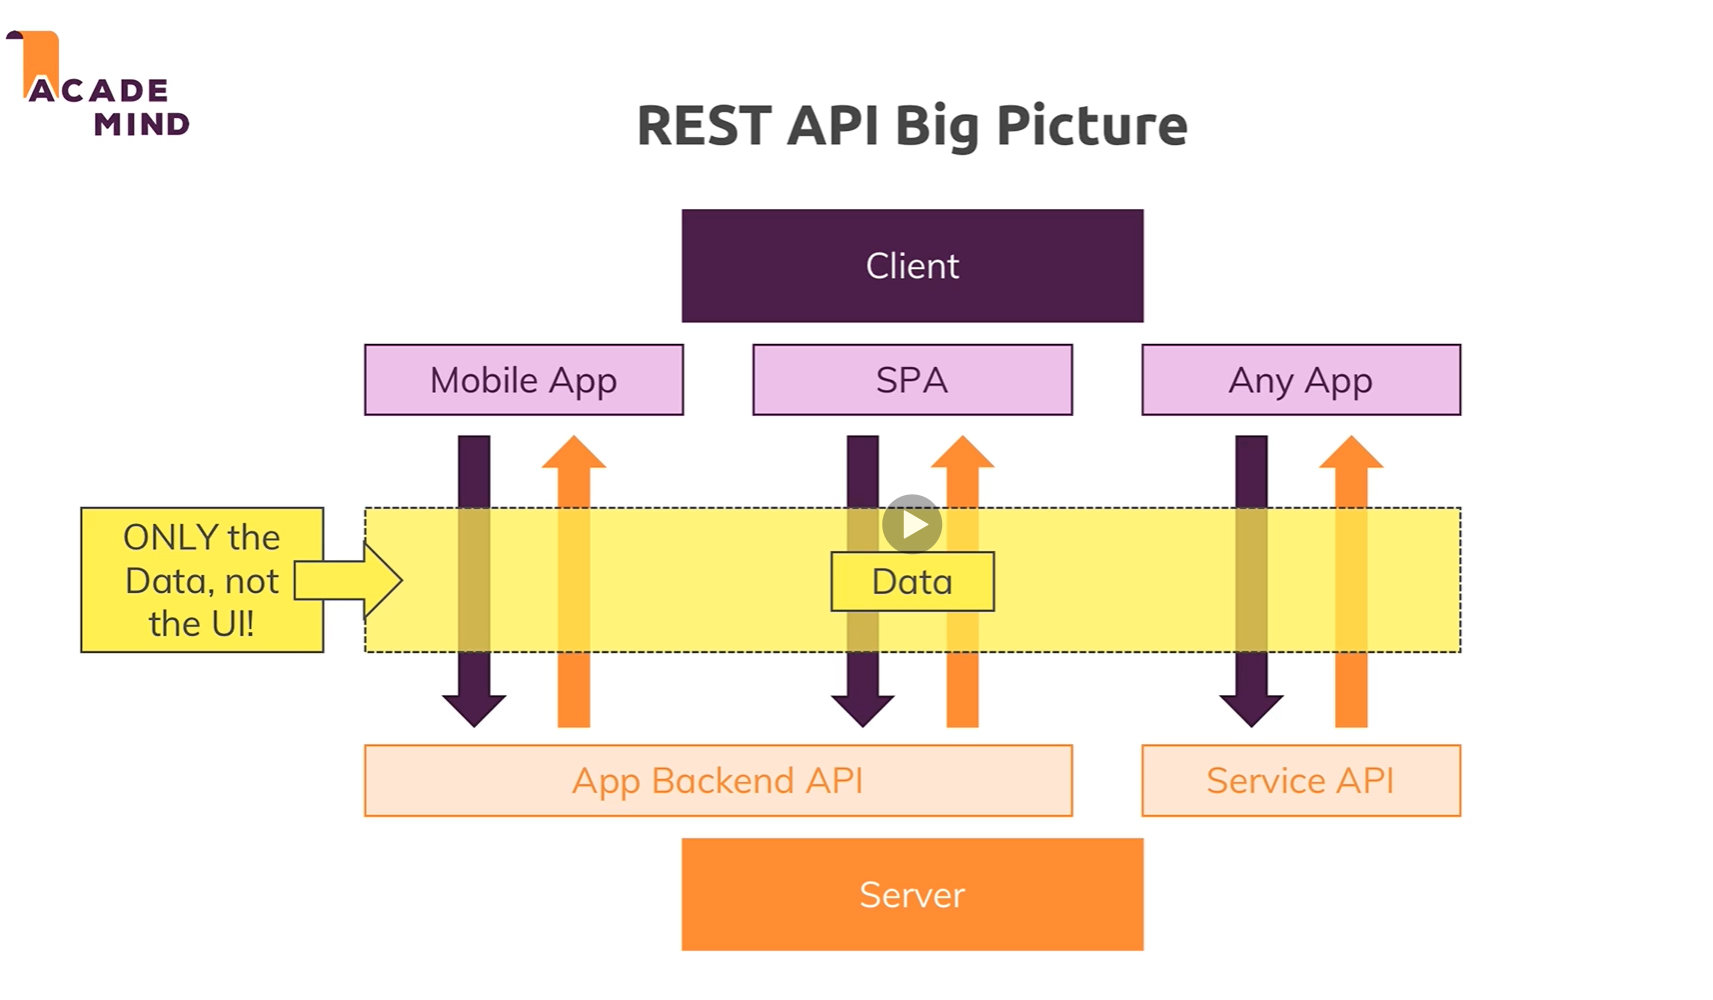 ACADE
MIND
REST API Big Picture
Client
Mobile App
SPA
Any App
ONLY the
Data, not
the UI!
Data
App Backend API
Service API
Server